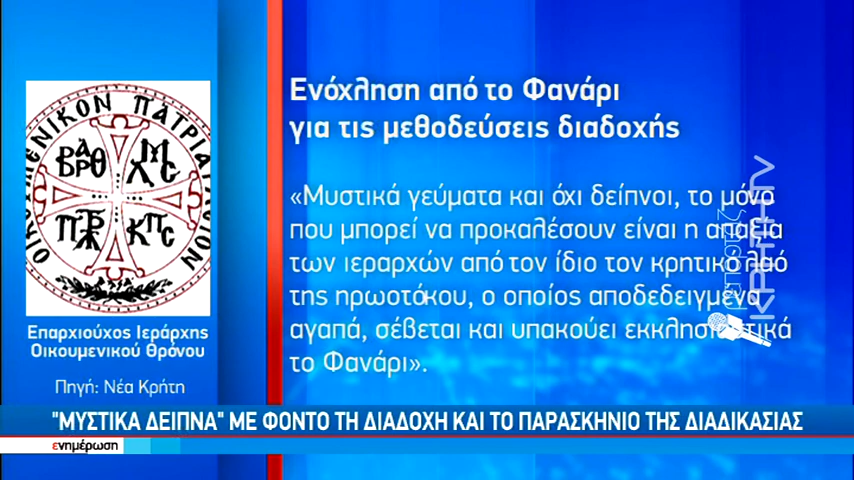 ΟΙΚΟΥΜΕΝΙΚΟΝ ΠΑΤΡΙΑΡΧΕΙΟΝ
Επαρχιούχος Ιεράρχης
Οικουμενικού Θρόνου
Πηγή: Νέα Κρήτη
Ενόχληση από το Φανάρι
για τις μεθοδεύσεις διαδοχής
«Μυστικά γεύματα και όχι δείπνοι, το μόνο
που μπορεί να προκαλέσουν είναι η απαξία
των ιεραρχών από τον ίδιο τον κρητικό λαό
της ηρωοτόκου, ο οποίος αποδεδειγμένα
αγαπά, σέβεται και υπακούει εκκλησιαστικά
το Φανάρι».
ΚΡΗΤΗ TV
"ΜΥΣΤΙΚΑ ΔΕΙΠΝΑ" ΜΕ ΦΟΝΤΟ ΤΗ ΔΙΑΔΟΧΗ ΚΑΙ ΤΟ ΠΑΡΑΣΚΗΝΙΟ ΤΗΣ ΔΙΑΔΙΚΑΣΙΑΣ
ενημέρωση